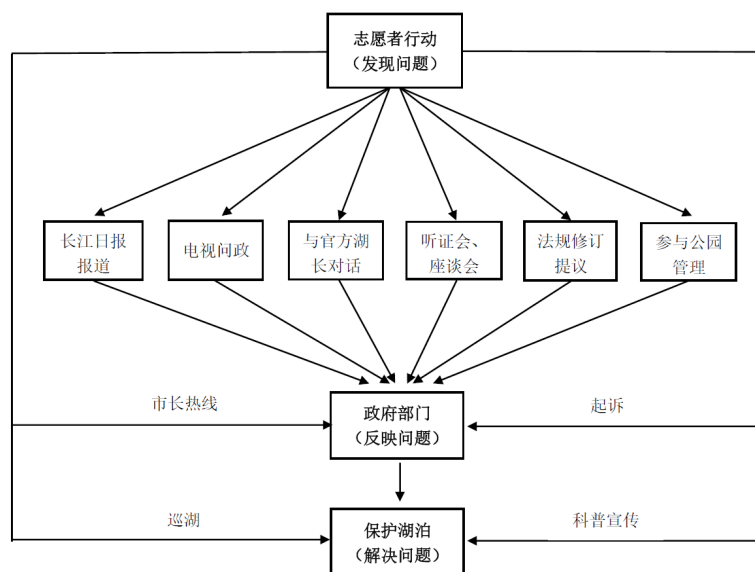 志愿者行动
（发现问题）
长江日报
报道
电视问政
与官方湖
长对话
听证会、
座谈会
法规修订
提议
参与公园
管理
市长热线
政府部门
（反映问题）
起诉
巡湖
保护湖泊
（解决问题）
科普宣传